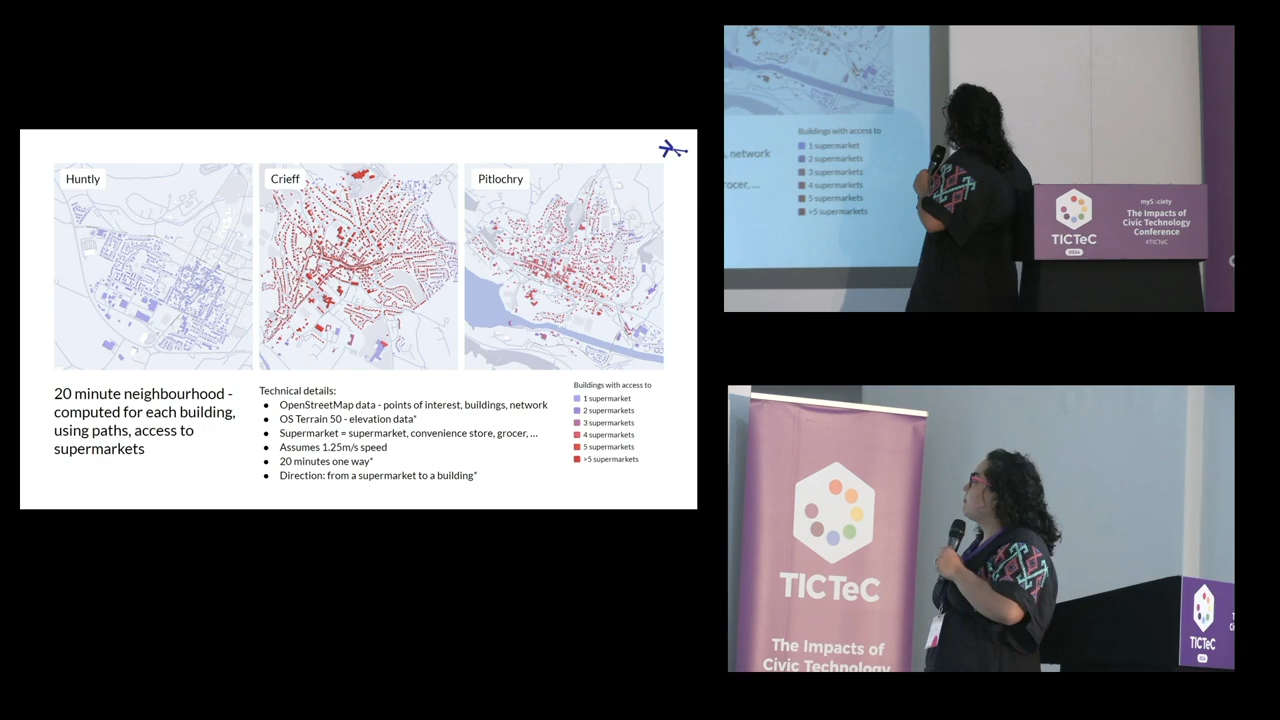 Huntly
Crieff
Pitlochry
20 minute neighbourhood -
computed for each building,
using paths, access to
supermarkets
Technical details:
● OpenStreetMap data - points of interest, buildings, network
● OS Terrain 50 - elevation data*
● Supermarket = supermarket, convenience store, grocer, ...
● Assumes 1.25m/s speed
● 20 minutes one way*
● Direction: from a supermarket to a building*
Buildings with access to
1 supermarket
2 supermarkets
3 supermarkets
4 supermarkets
5 supermarkets
>5 supermarkets
, network
ocer, ...
Buildings with access to
1 supermarket
2 supermarkets
3 supermarkets
4 supermarkets
5 supermarkets
>5 supermarkets
TICTeC
2024
mySociety
The Impacts of
Civic Technology
Conference
#TICTeC
TICTeC
The Impacts of
Civic Technology
TICTeC